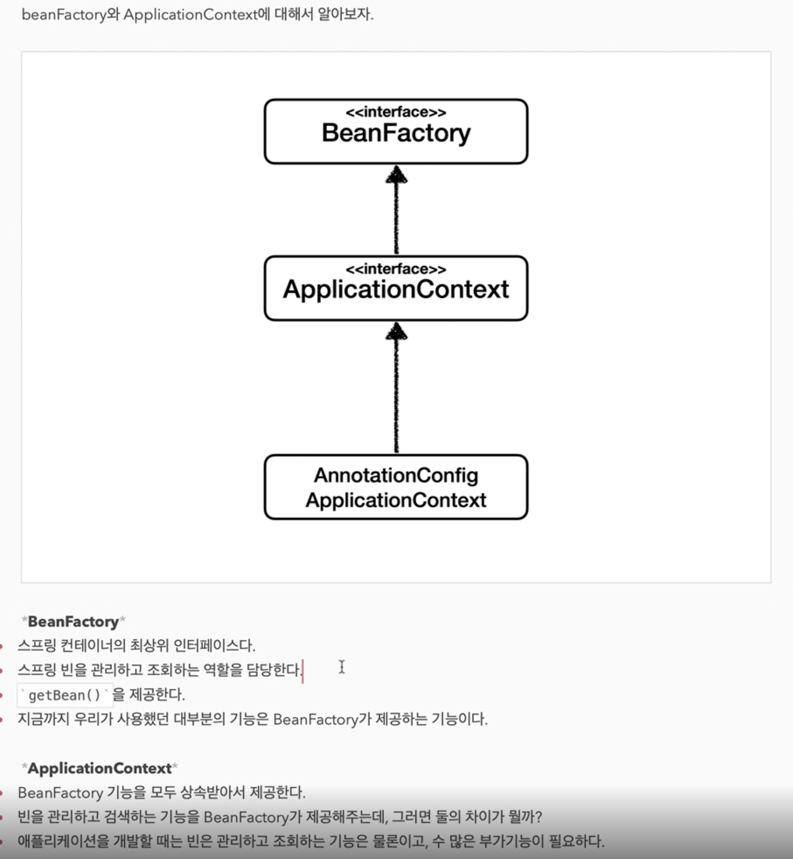 beanFactory와 ApplicationContext에 대해서 알아보자.
<<interface>>
BeanFactory
<<interface>>
ApplicationContext
AnnotationConfig
ApplicationContext
*BeanFactory*
스프링 컨테이너의 최상위 인터페이스다.
스프링 빈을 관리하고 조회하는 역할을 담당한다.
`getBean()`을 제공한다.
지금까지 우리가 사용했던 대부분의 기능은 BeanFactory가 제공하는 기능이다.
*ApplicationContext*
BeanFactory 기능을 모두 상속받아서 제공한다.
빈을 관리하고 검색하는 기능을 BeanFactory가 제공해주는데, 그러면 둘의 차이가 뭘까?
애플리케이션을 개발할 때는 빈은 관리하고 조회하는 기능은 물론이고, 수 많은 부가기능이 필요하다.